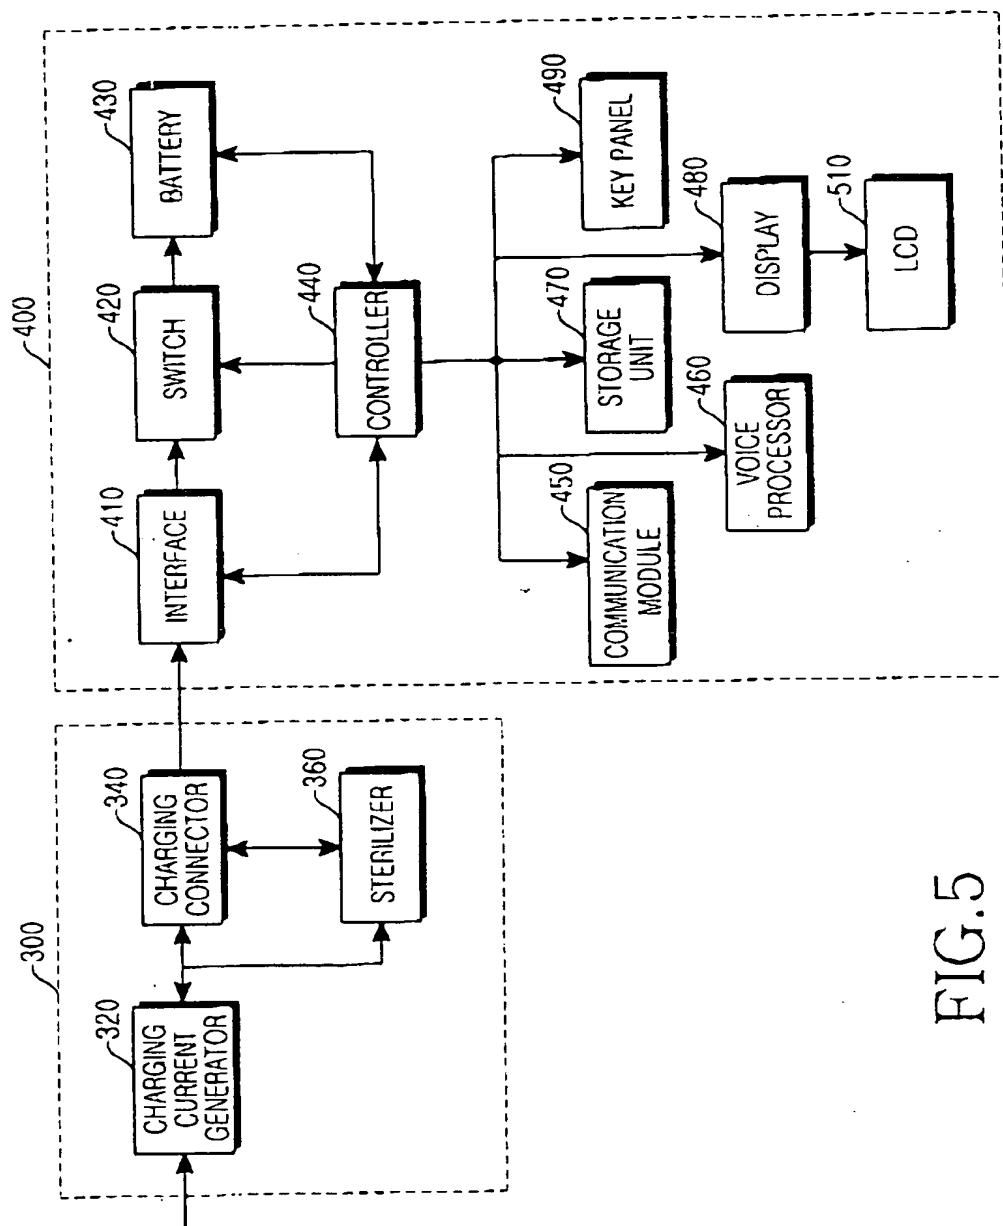 300
320
CHARGING
CURRENT
GENERATOR
340
CHARGING
CONNECTOR
360
STERILIZER
400
410
INTERFACE
420
SWITCH
430
BATTERY
440
CONTROLLER
450
COMMUNICATION
MODULE
460
VOICE
PROCESSOR
470
STORAGE
UNIT
480
DISPLAY
490
KEY PANEL
510
LCD
FIG.5